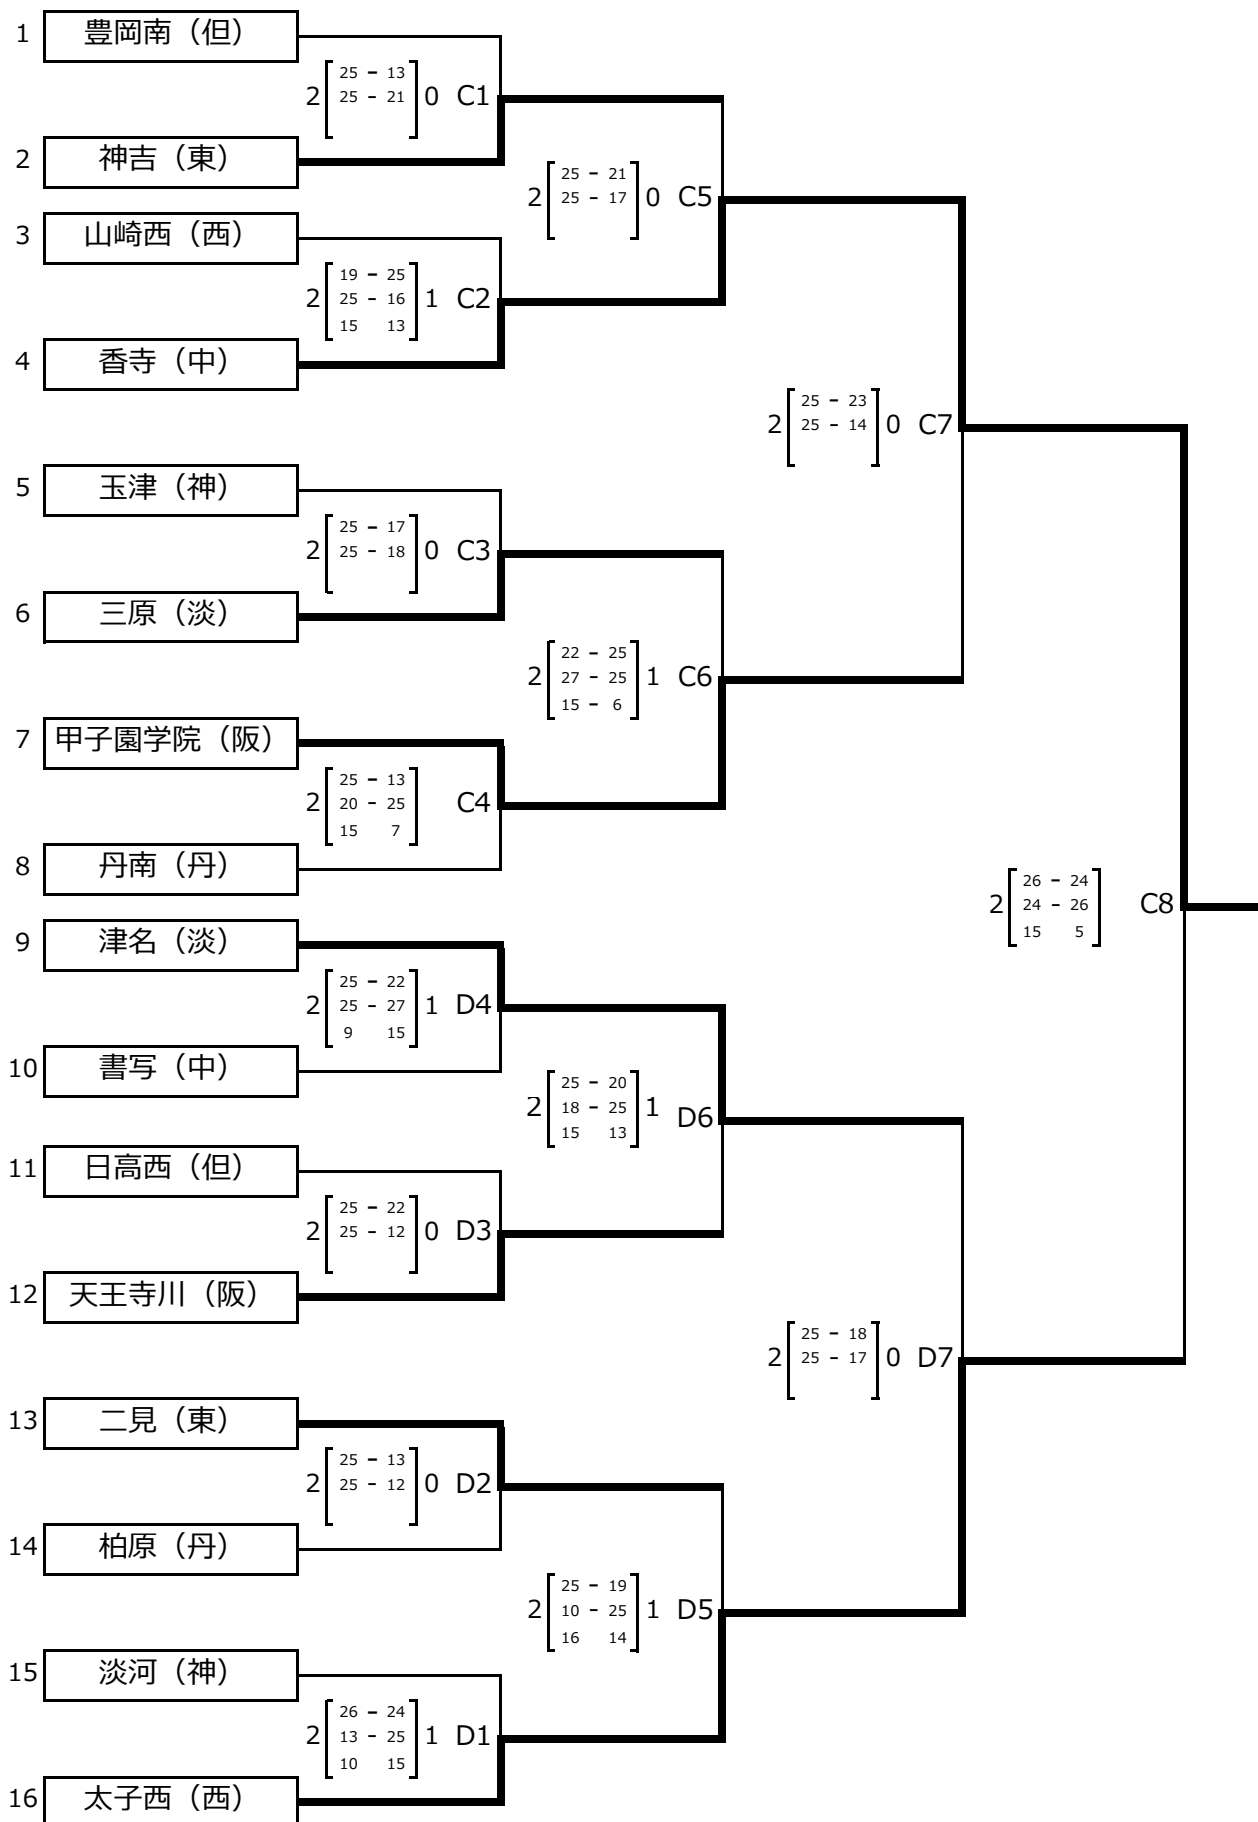 1 豊岡南（但）
25 - 13
2 25 - 21 0 C1
2 神吉（東）
25 - 21
2 25 - 17 0 C5
3 山崎西（西）
19 - 25
2 25 - 16 1 C2
15 13
4 香寺（中）
25 - 23
2 25 - 14 0 C7
5 玉津（神）
25 - 17
2 25 - 18 0 C3
6 三原（淡）
22 - 25
2 27 - 25 1 C6
15 - 6
7 甲子園学院（阪）
25 - 13
2 20 - 25 C4
15 7
8 丹南（丹）
26 - 24
2 24 - 26 C8
15 5
9 津名（淡）
25 - 22
2 25 - 27 1 D4
9 15
10 書写（中）
25 - 20
2 18 - 25 1 D6
15 13
11 日高西（但）
25 - 22
2 25 - 12 0 D3
12 天王寺川（阪）
25 - 18
2 25 - 17 0 D7
13 二見（東）
25 - 13
2 25 - 12 0 D2
14 柏原（丹）
25 - 19
2 10 - 25 1 D5
16 14
15 淡河（神）
26 - 24
2 13 - 25 1 D1
10 15
16 太子西（西）